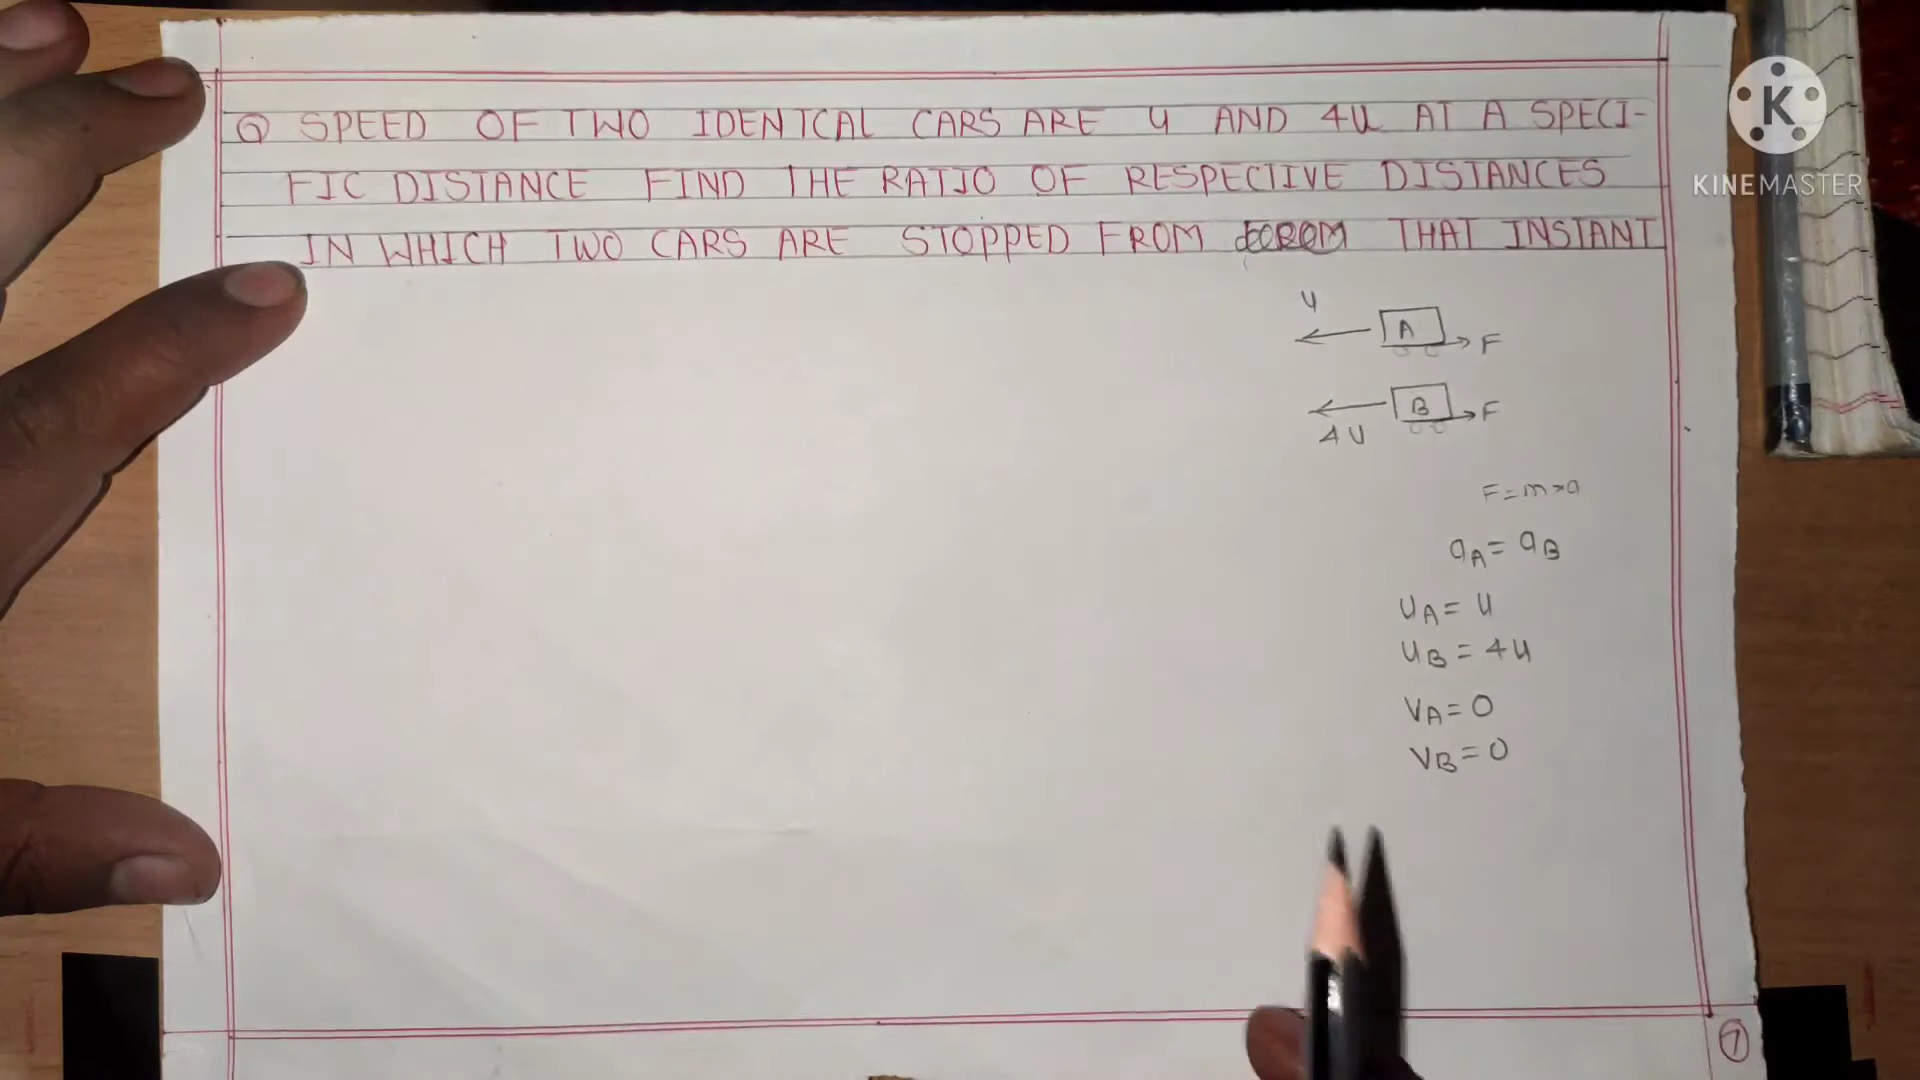 Q SPEED OF TWO IDENTCAL CARS ARE U AND 4U AT A SPECI-
FIC DISTANCE FIND THE RATIO OF RESPECTIVE DISTANCES
IN WHICH TWO CARS ARE STOPPED FROM THAT INSTANT
K
KINEMASTER
U
A F
B F
4U
F=m×a
aA=aB
UA=U
UB=4U
VA=0
VB=0
7